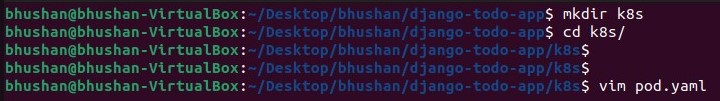 bhushan@bhushan-VirtualBox:~/Desktop/bhushan/django-todo-app$ mkdir k8s
bhushan@bhushan-VirtualBox:~/Desktop/bhushan/django-todo-app$ cd k8s/
bhushan@bhushan-VirtualBox:~/Desktop/bhushan/django-todo-app/k8s$
bhushan@bhushan-VirtualBox:~/Desktop/bhushan/django-todo-app/k8s$
bhushan@bhushan-VirtualBox:~/Desktop/bhushan/django-todo-app/k8s$ vim pod.yaml